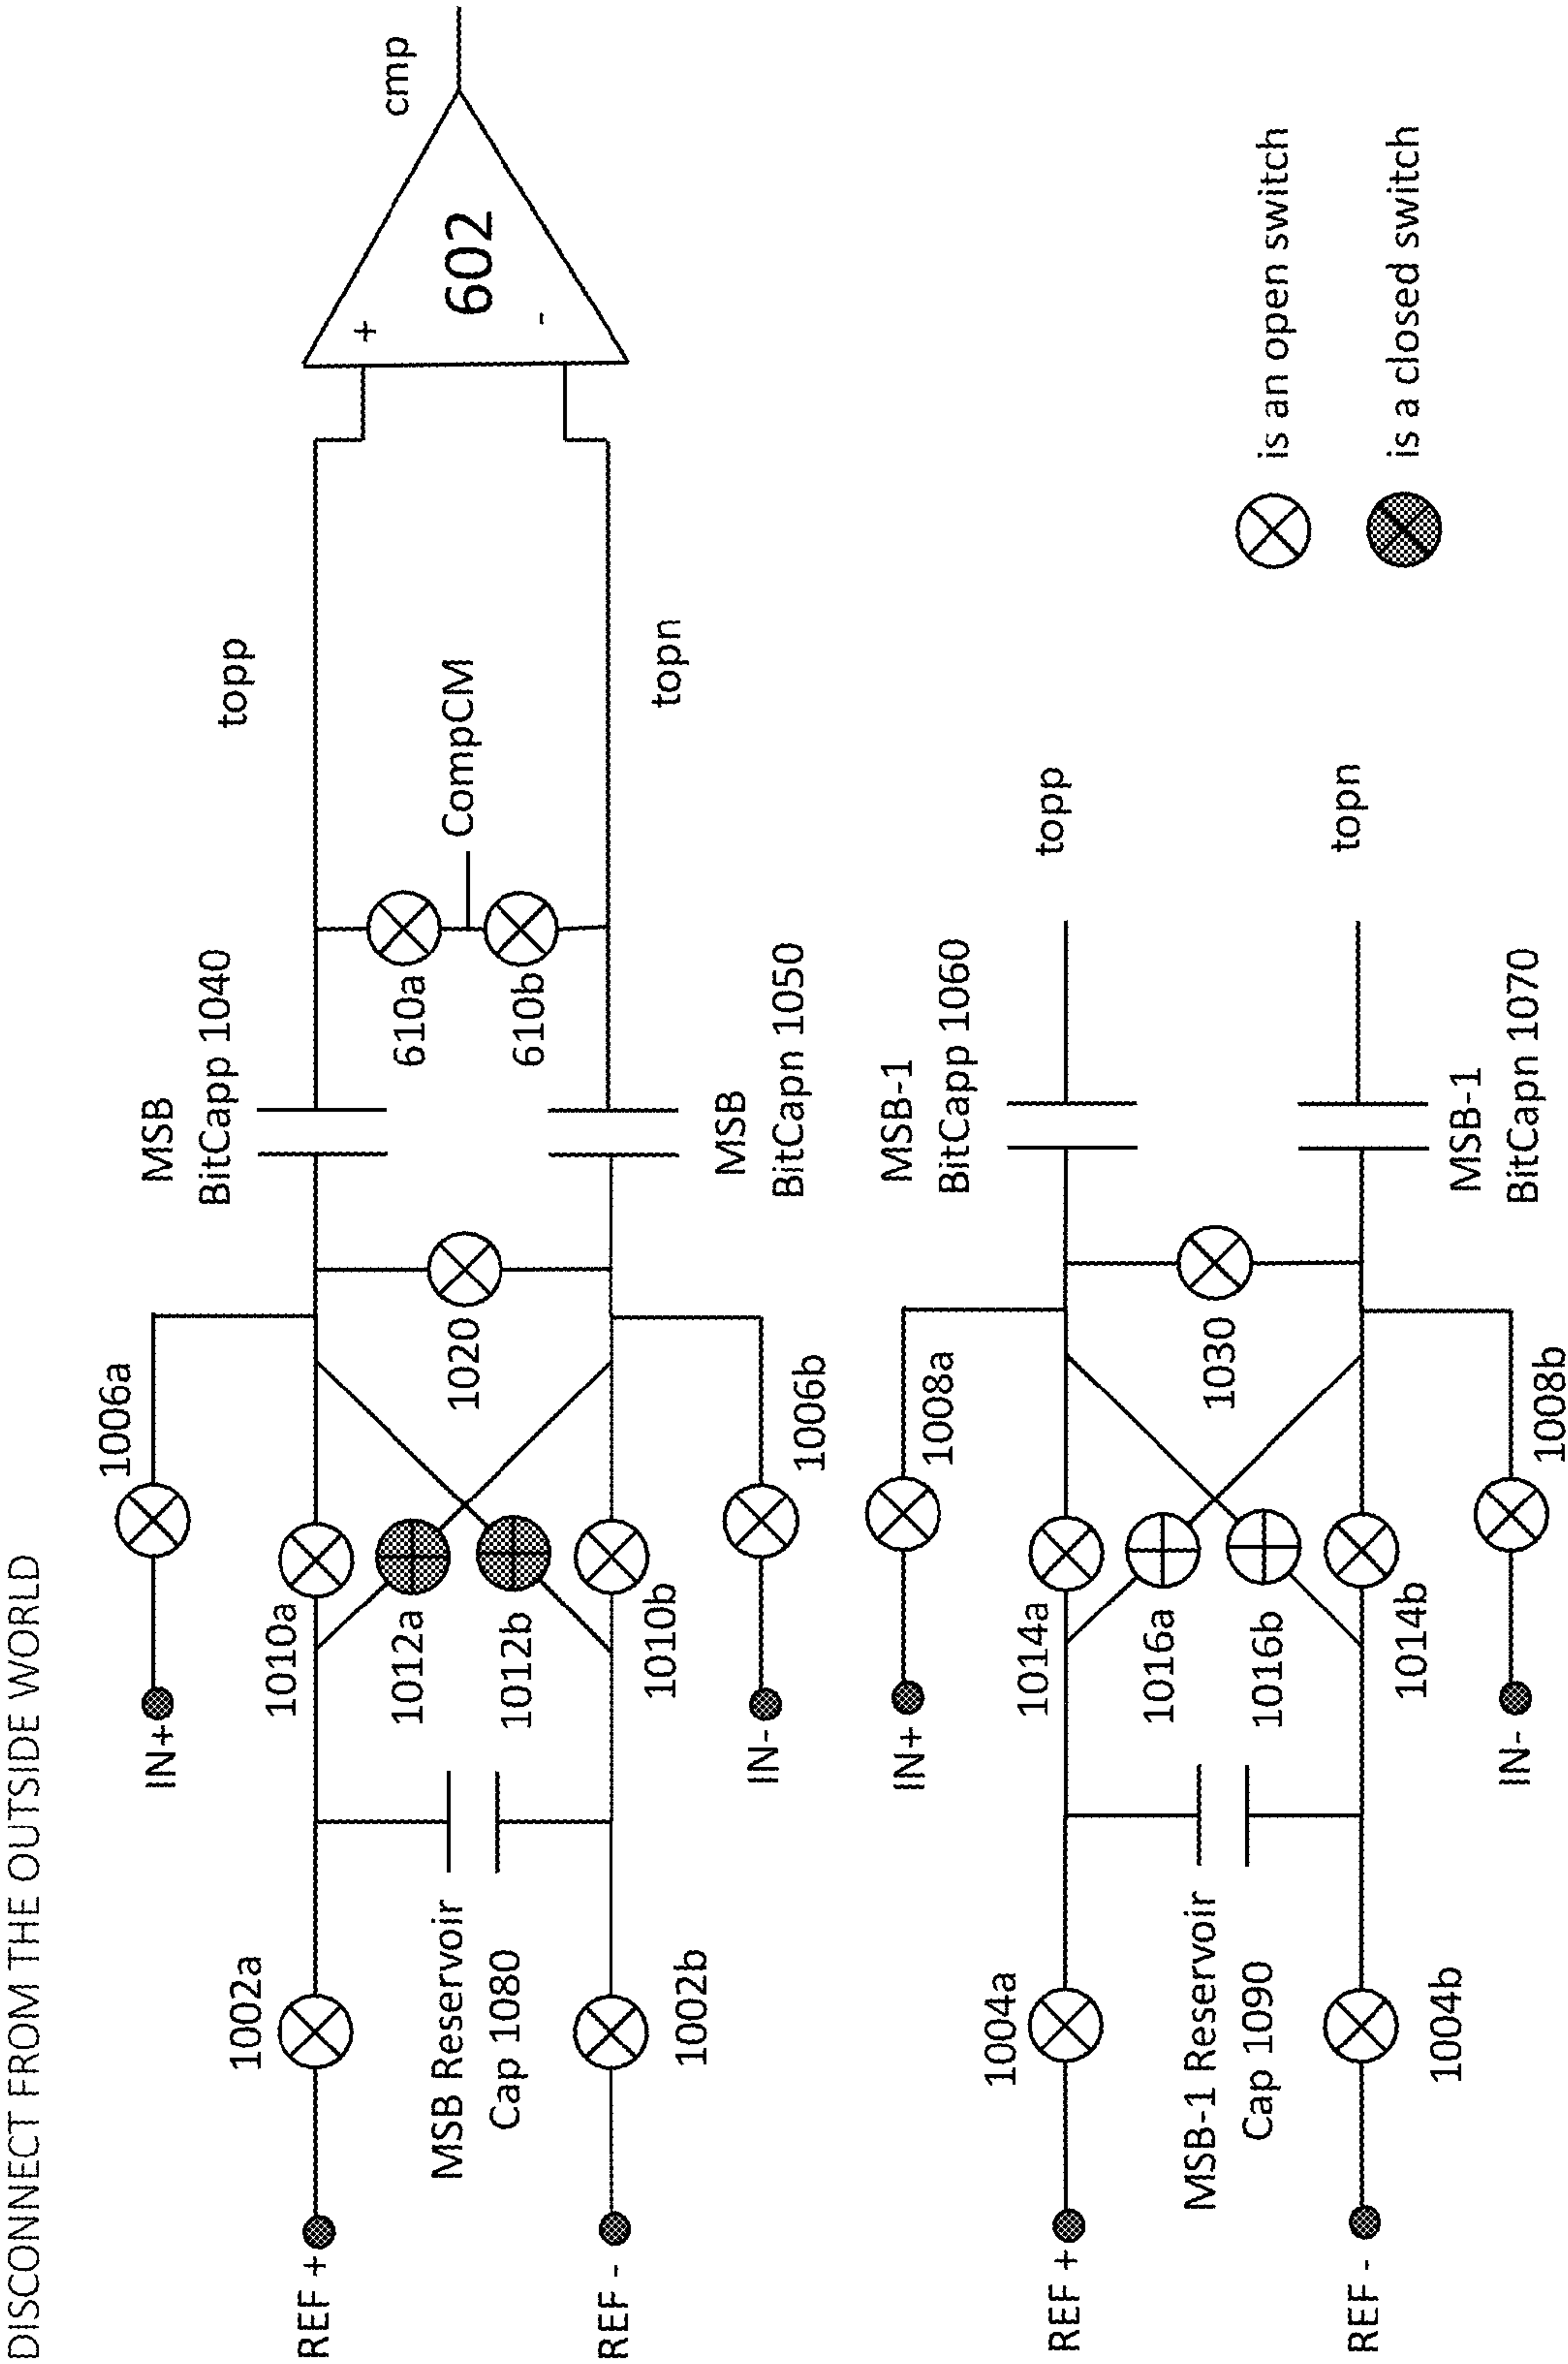 DISCONNECT FROM THE OUTSIDE WORLD
IN+
1006a
MSB
BitCapp 1040
topp
cmp
REF +
1002a
1010a
610a
+
MSB Reservoir
Cap 1080
1012a
1012b
1020
CompCM
602
610b
-
REF -
1002b
1010b
topn
IN-
1006b
MSB
BitCapn 1050
IN+
1008a
MSB-1
BitCapp 1060
REF +
1004a
1014a
topp
MSB-1 Reservoir
Cap 1090
1016a
1016b
1030
is an open switch
REF -
1004b
1014b
topn
is a closed switch
IN-
1008b
MSB-1
BitCapn 1070